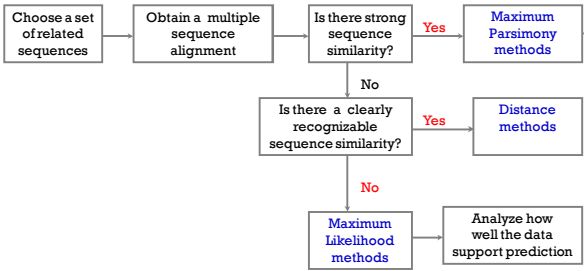 Choose a set
of related
sequences
Obtain a multiple
sequence
alignment
Is there strong
sequence
similarity?
Yes
Maximum
Parsimony
methods
No
Is there a clearly
recognizable
sequence similarity?
Yes
Distance
methods
No
Maximum
Likelihood
methods
Analyze how
well the data
support prediction